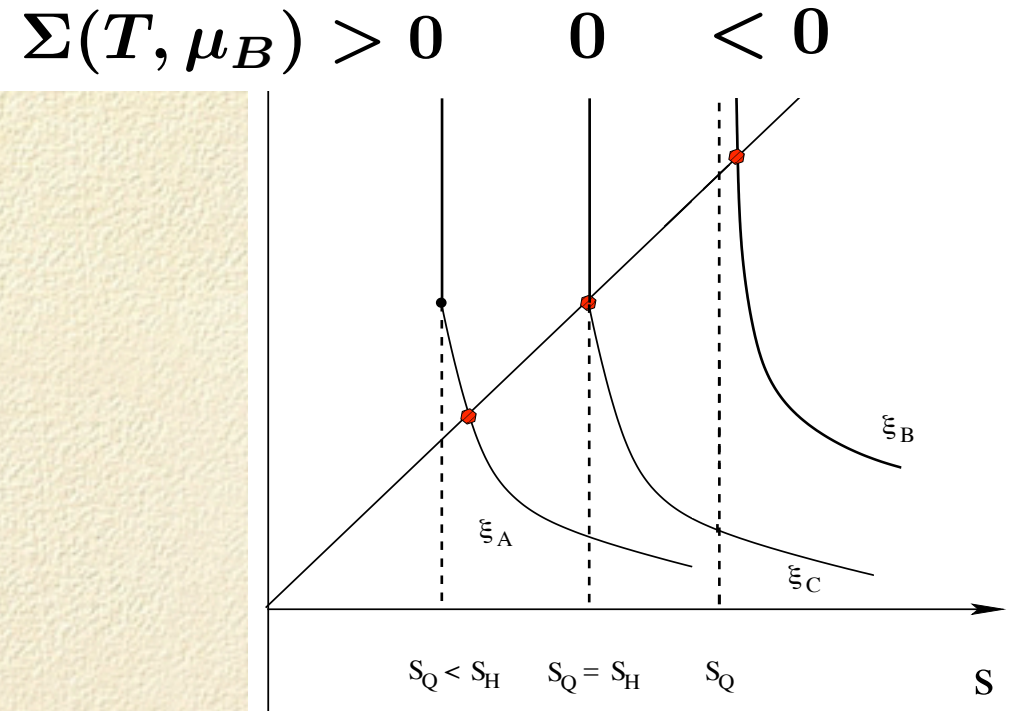 Σ(T, μ_B) > 0 0 < 0
ξ_B
ξ_A
ξ_C
S_Q < S_H S_Q = S_H S_Q S